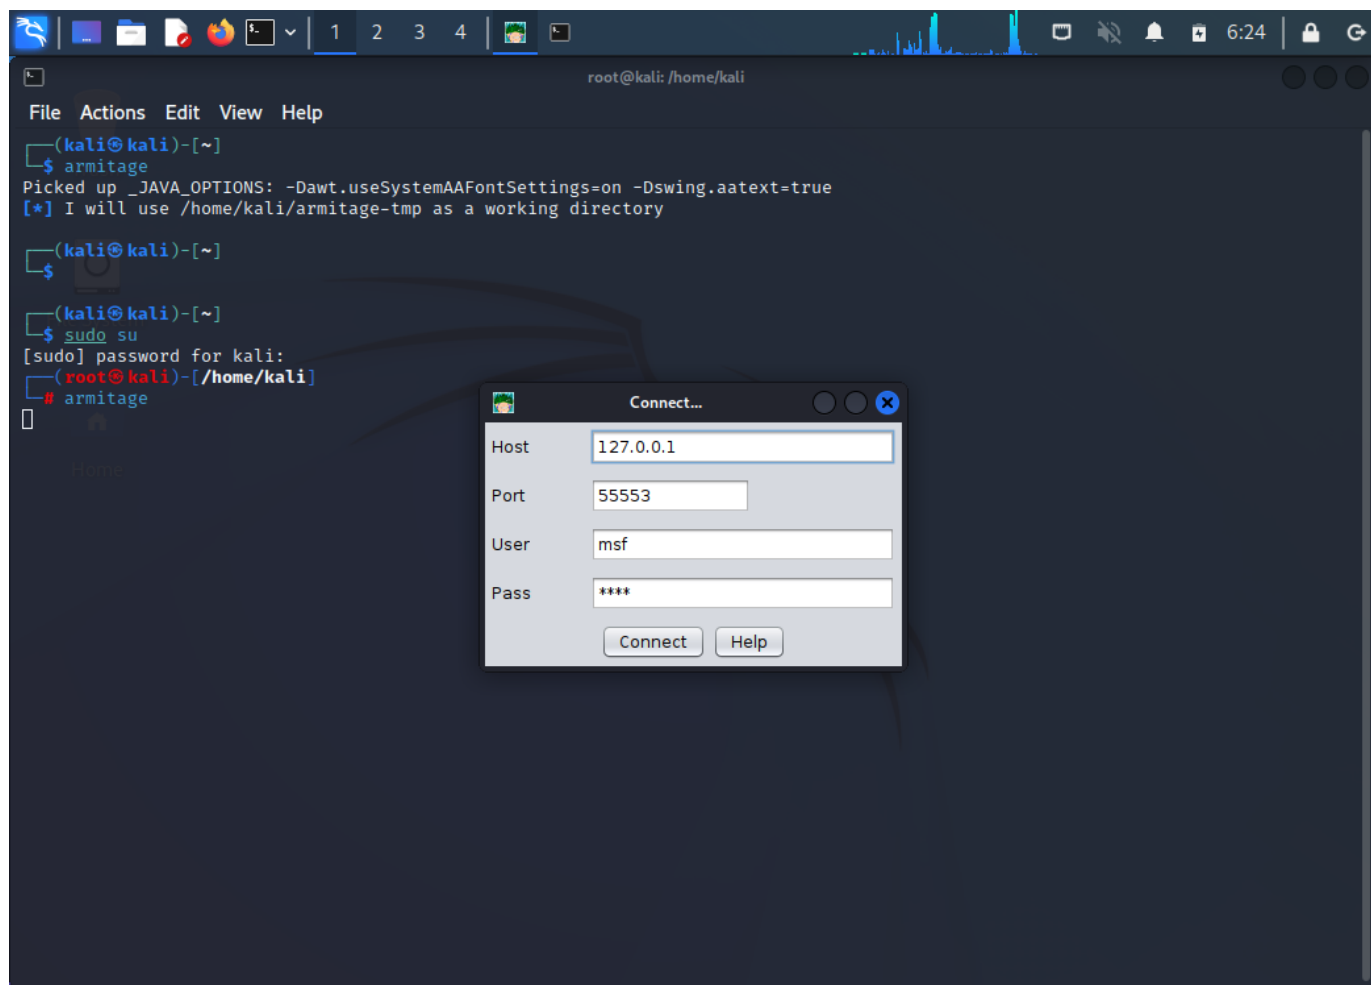 1 2 3 4 6:24
root@kali: /home/kali
File Actions Edit View Help
┌──(kali㉿kali)-[~]
└─$ armitage
Picked up _JAVA_OPTIONS: -Dawt.useSystemAAFontSettings=on -Dswing.aatext=true
[*] I will use /home/kali/armitage-tmp as a working directory
┌──(kali㉿kali)-[~]
└─$
┌──(kali㉿kali)-[~]
└─$ sudo su
[sudo] password for kali:
┌──(root㉿kali)-[/home/kali]
└─# armitage
Home
Connect...
Host 127.0.0.1
Port 55553
User msf
Pass ****
Connect Help